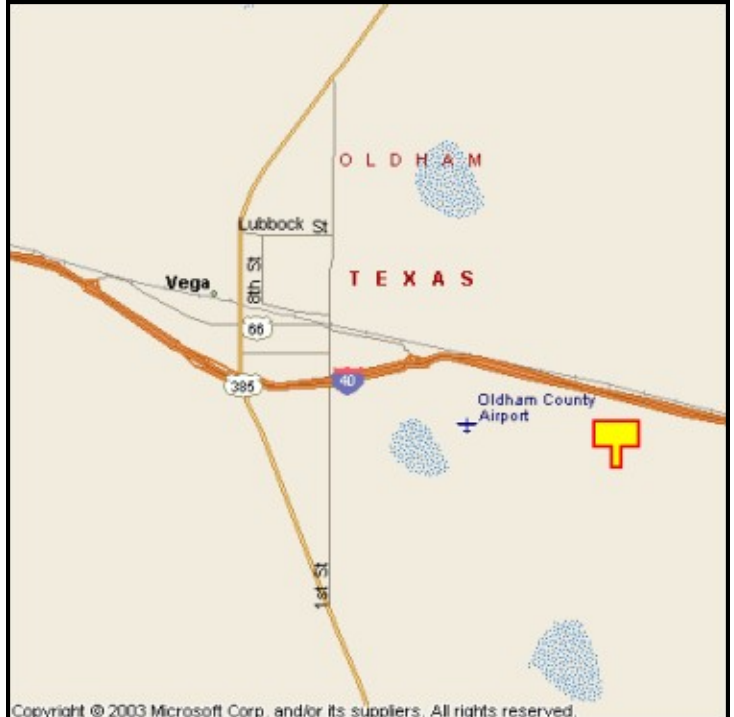 OLDHAM
Lubbock St
TEXAS
8th St
Vega
66
385
40
Oldham County
Airport
1st St
Copyright © 2003 Microsoft Corp. and/or its suppliers. All rights reserved.